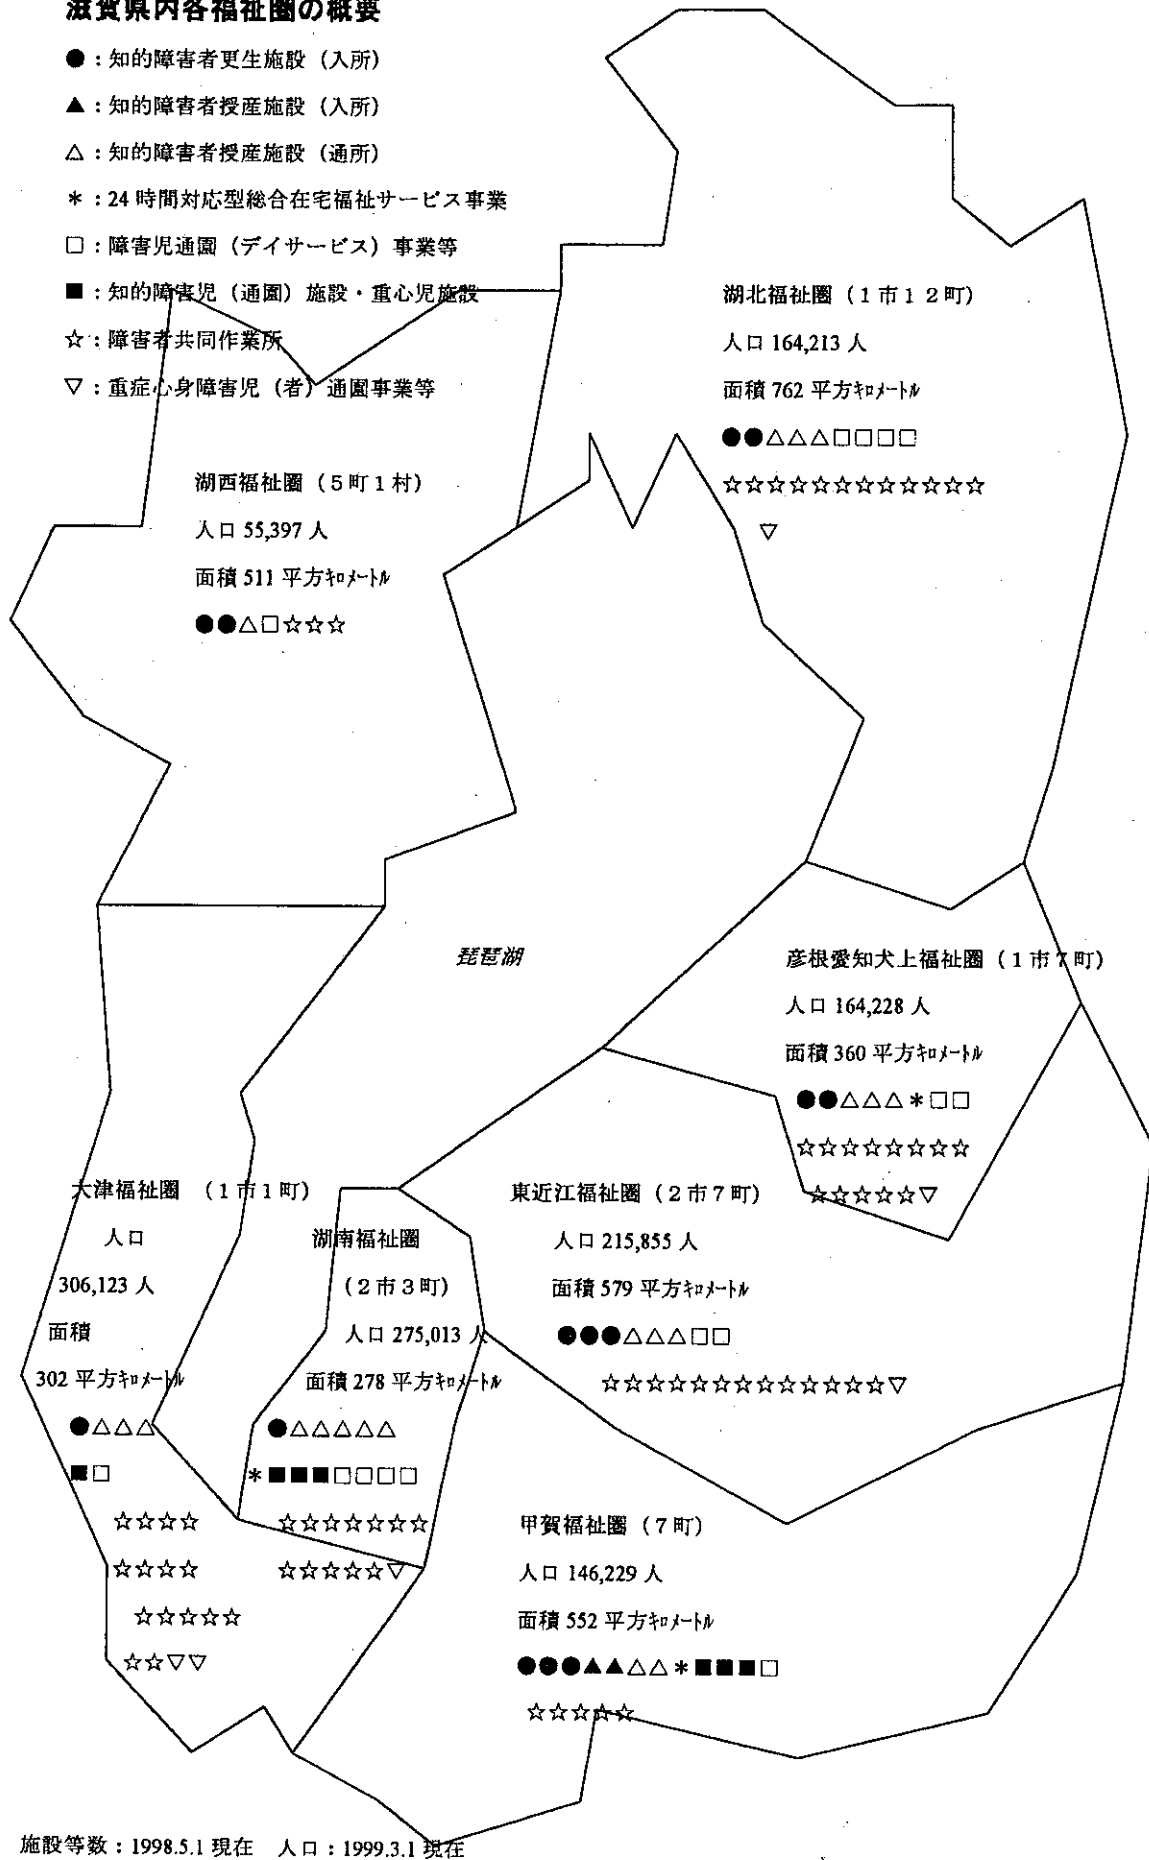 滋賀県内各福祉圏の概要
●：知的障害者更生施設（入所）
▲：知的障害者授産施設（入所）
△：知的障害者授産施設（通所）
＊：24時間対応型総合在宅福祉サービス事業
□：障害児通園（デイサービス）事業等
■：知的障害児（通園）施設・重心児施設
☆：障害者共同作業所
▽：重症心身障害児（者）通園事業等
湖北福祉圏（1市12町）
人口 164,213 人
面積 762 平方キロメートル
●●△△△□□□□
☆☆☆☆☆☆☆☆☆☆☆☆
▽
湖西福祉圏（5町1村）
人口 55,397 人
面積 511 平方キロメートル
●●△□☆☆☆
琵琶湖
彦根愛知犬上福祉圏（1市7町）
人口 164,228 人
面積 360 平方キロメートル
●●△△△＊□□
☆☆☆☆☆☆☆☆
☆☆☆☆☆▽
大津福祉圏 （1市1町）
人口
306,123 人
面積
302 平方キロメートル
●△△△
■□
☆☆☆☆
☆☆☆☆
☆☆☆☆☆
☆☆▽▽
湖南福祉圏
（2市3町）
人口 275,013 人
面積 278 平方キロメートル
●△△△△△
＊■■■□□□□
☆☆☆☆☆☆☆
☆☆☆☆☆▽
東近江福祉圏（2市7町）
人口 215,855 人
面積 579 平方キロメートル
●●●△△△□□
☆☆☆☆☆☆☆☆☆☆☆☆☆▽
甲賀福祉圏（7町）
人口 146,229 人
面積 552 平方キロメートル
●●●▲▲△△＊■■■□
☆☆☆☆☆
施設等数：1998.5.1 現在 人口：1999.3.1 現在